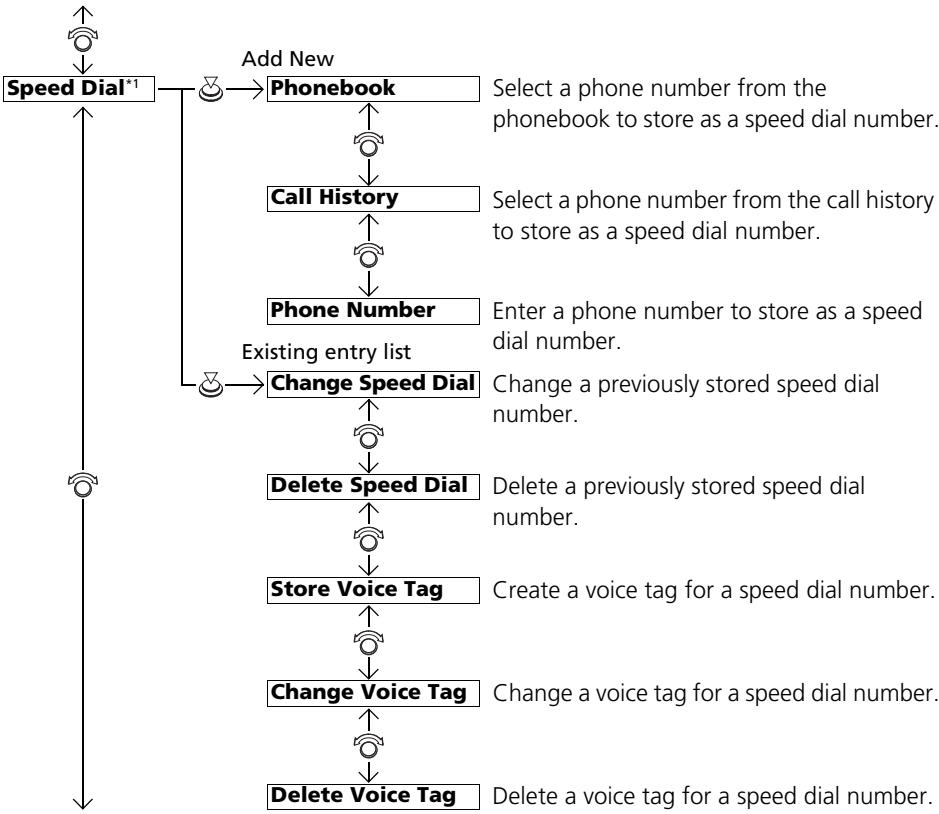 Add New
Speed Dial*1
Phonebook
Select a phone number from the
phonebook to store as a speed dial number.
Call History
Select a phone number from the call history
to store as a speed dial number.
Phone Number
Enter a phone number to store as a speed
dial number.
Existing entry list
Change Speed Dial
Change a previously stored speed dial
number.
Delete Speed Dial
Delete a previously stored speed dial
number.
Store Voice Tag
Create a voice tag for a speed dial number.
Change Voice Tag
Change a voice tag for a speed dial number.
Delete Voice Tag
Delete a voice tag for a speed dial number.